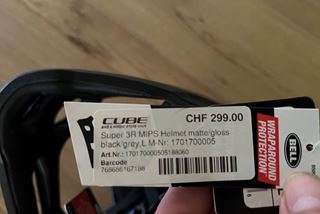 CUBE
CHF 299.00
Super 3R MIPS Helmet matte/gloss
black/grey,L M-Nr: 1701700005
Art.Nr.: 170170000505188060
Barcode
768686167188
WRAPAROUND
PROTECTION
BELL